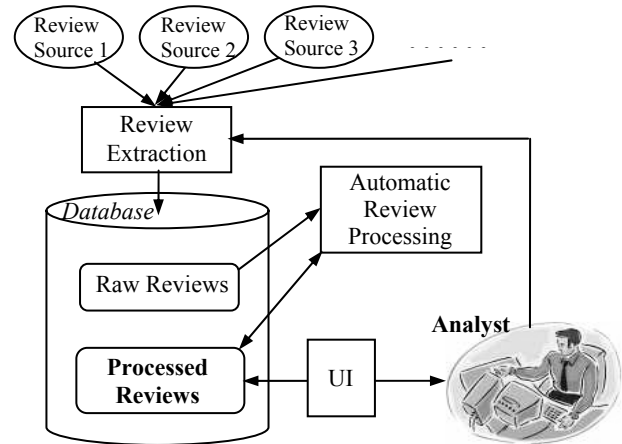 Review
Source 1
Review
Source 2
Review
Source 3
- - - - - -
Review
Extraction
Database
Automatic
Review
Processing
Raw Reviews
Analyst
Processed
Reviews
UI